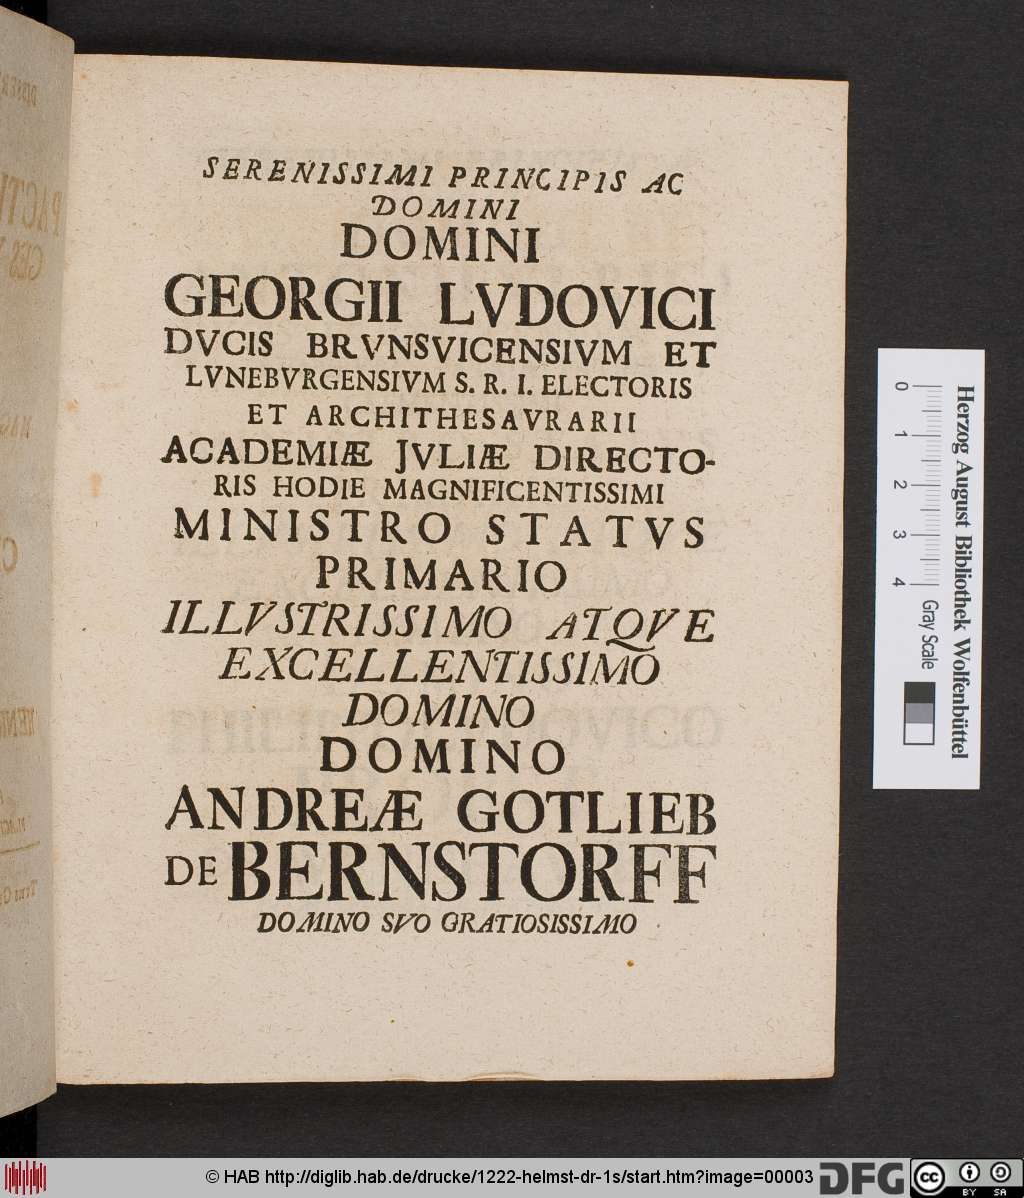 SERENISSIMI PRINCIPIS AC
DOMINI
DOMINI
GEORGII LVDOVICI
DVCIS BRVNSVICENSIVM ET
LVNEBVRGENSIVM S. R. I. ELECTORIS
ET ARCHITHESAVRARII
ACADEMIÆ JVLIÆ DIRECTO-
RIS HODIE MAGNIFICENTISSIMI
MINISTRO STATVS
PRIMARIO
ILLVSTRISSIMO ATQVE
EXCELLENTISSIMO
DOMINO
DOMINO
ANDREÆ GOTLIEB
DE BERNSTORFF
DOMINO SVO GRATIOSISSIMO
0 1 2 3 4
Gray Scale
Herzog August Bibliothek Wolfenbüttel
© HAB http://diglib.hab.de/drucke/1222-helmst-dr-1s/start.htm?image=00003
DFG
cc BY SA